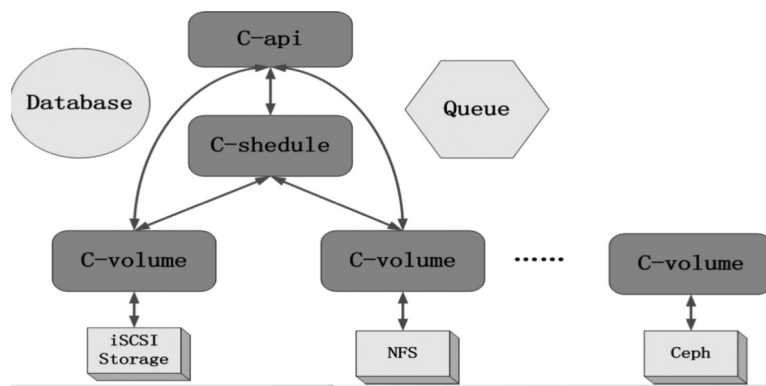 C-api
Database
Queue
C-shedule
C-volume
C-volume
......
C-volume
iSCSI
Storage
NFS
Ceph